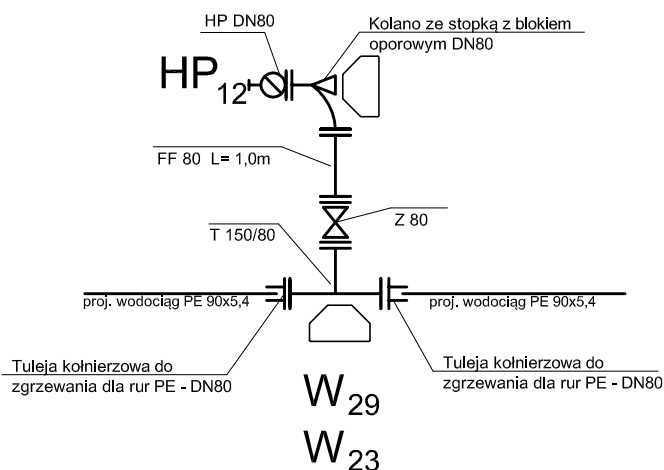 HP DN80
Kolano ze stopką z blokiem
oporowym DN80
HP12
FF 80 L= 1,0m
Z 80
T 150/80
proj. wodociąg PE 90x5,4
proj. wodociąg PE 90x5,4
Tuleja kołnierzowa do
zgrzewania dla rur PE - DN80
Tuleja kołnierzowa do
zgrzewania dla rur PE - DN80
W29
W23